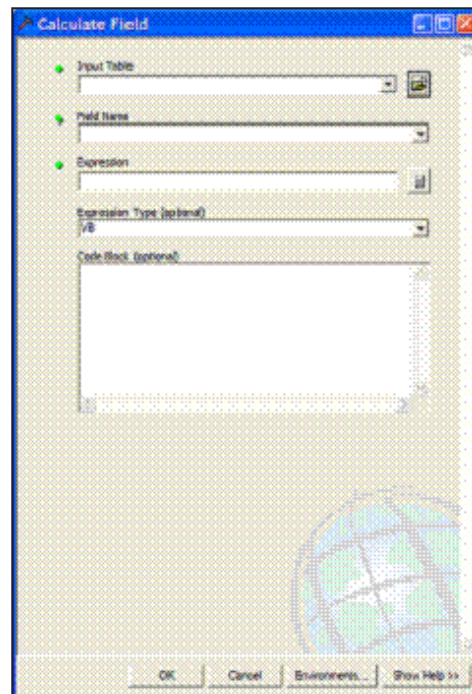 Calculate Field
Input Table
Field Name
Expression
Expression Type (optional)
VB
Code Block (optional)
OK
Cancel
Environments...
Show Help >>